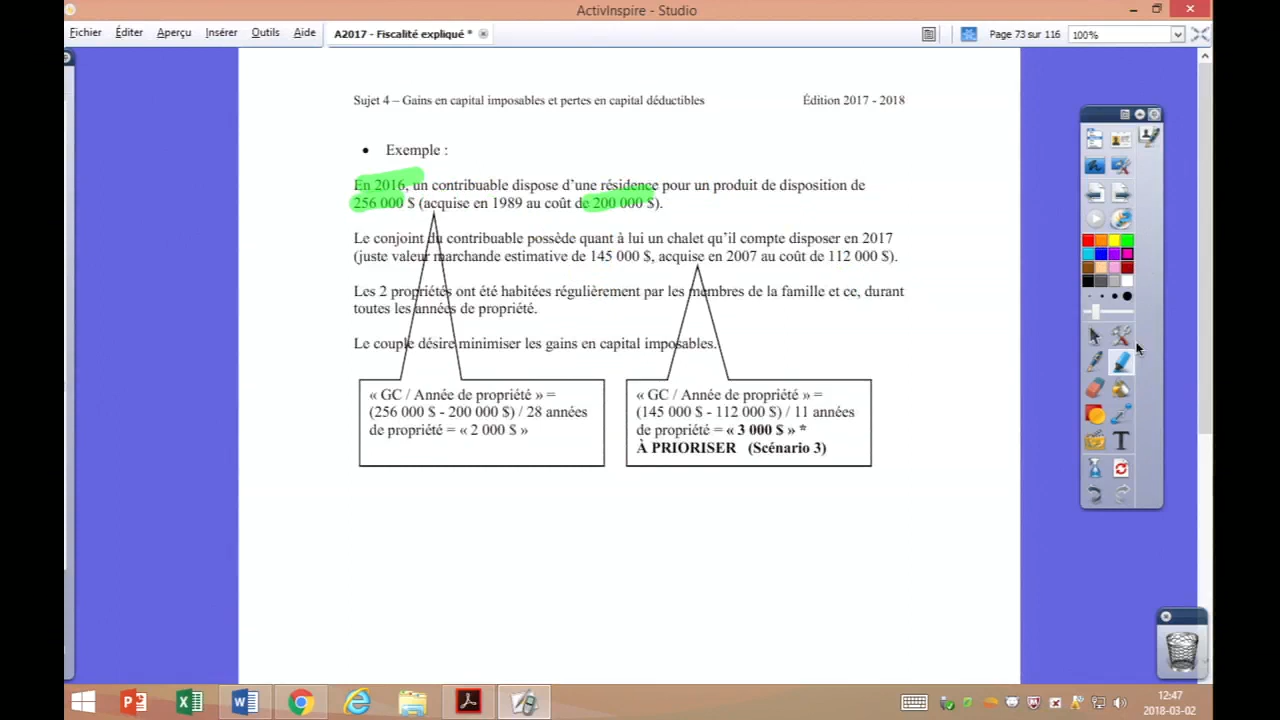 ActivInspire - Studio
Fichier Éditer Aperçu Insérer Outils Aide
A2017 - Fiscalité expliqué *
Page 73 sur 116
100%
Sujet 4 – Gains en capital imposables et pertes en capital déductibles Édition 2017 - 2018
• Exemple :
En 2016, un contribuable dispose d’une résidence pour un produit de disposition de
256 000 $ (acquise en 1989 au coût de 200 000 $).
Le conjoint du contribuable possède quant à lui un chalet qu’il compte disposer en 2017
(juste valeur marchande estimative de 145 000 $, acquise en 2007 au coût de 112 000 $).
Les 2 propriétés ont été habitées régulièrement par les membres de la famille et ce, durant
toutes les années de propriété.
Le couple désire minimiser les gains en capital imposables.
« GC / Année de propriété » =
(256 000 $ - 200 000 $) / 28 années
de propriété = « 2 000 $ »
« GC / Année de propriété » =
(145 000 $ - 112 000 $) / 11 années
de propriété = « 3 000 $ » *
À PRIORISER (Scénario 3)
12:47
2018-03-02